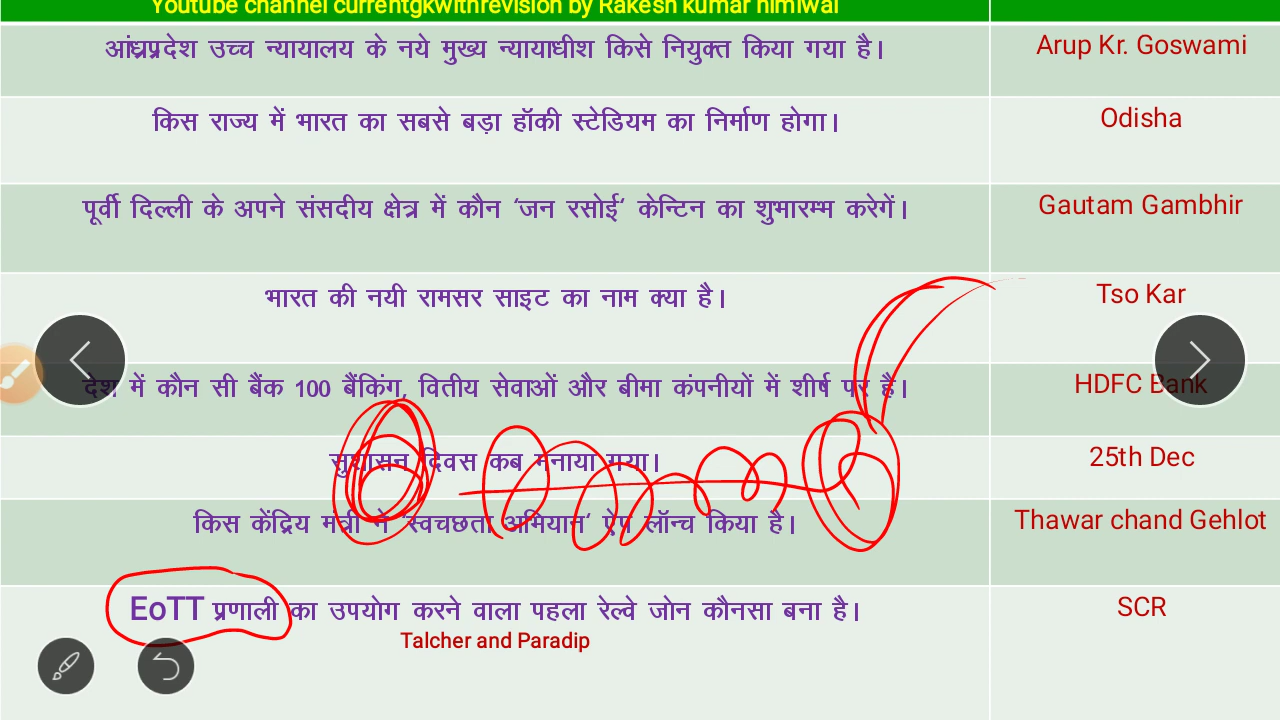 Youtube channel currentgkwithrevision by Rakesh kumar nimiwal
आंध्रप्रदेश उच्च न्यायालय के नये मुख्य न्यायाधीश किसे नियुक्त किया गया है। Arup Kr. Goswami
किस राज्य में भारत का सबसे बड़ा हॉकी स्टेडियम का निर्माण होगा। Odisha
पूर्वी दिल्ली के अपने संसदीय क्षेत्र में कौन ‘जन रसोई‘ केन्टिन का शुभारम्भ करेगें। Gautam Gambhir
भारत की नयी रामसर साइट का नाम क्या है। Tso Kar
देश में कौन सी बैंक 100 बैंकिंग, वितीय सेवाओं और बीमा कंपनीयों में शीर्ष पर है। HDFC Bank
सुशासन दिवस कब मनाया गया। 25th Dec
किस केंद्रिय मंत्री ने ‘स्वचछता अभियान‘ ऐप लॉन्च किया है। Thawar chand Gehlot
EoTT प्रणाली का उपयोग करने वाला पहला रेल्वे जोन कौनसा बना है। SCR
Talcher and Paradip